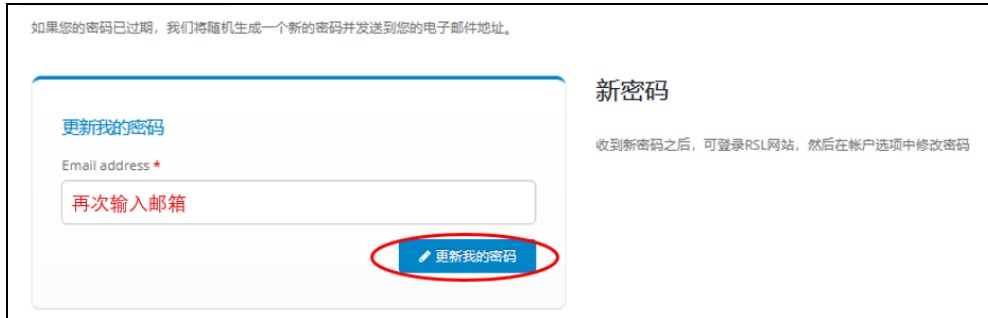 如果您的密码已过期，我们将随机生成一个新的密码并发送到您的电子邮件地址。
更新我的密码
Email address *
再次输入邮箱
更新我的密码
新密码
收到新密码之后，可登录RSL网站，然后在帐户选项中修改密码